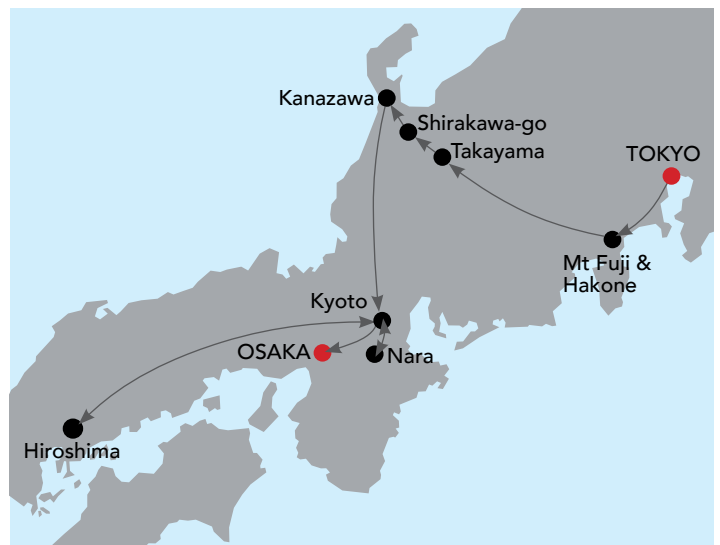 Kanazawa
Shirakawa-go
Takayama
TOKYO
Mt Fuji &
Hakone
Kyoto
OSAKA
Nara
Hiroshima